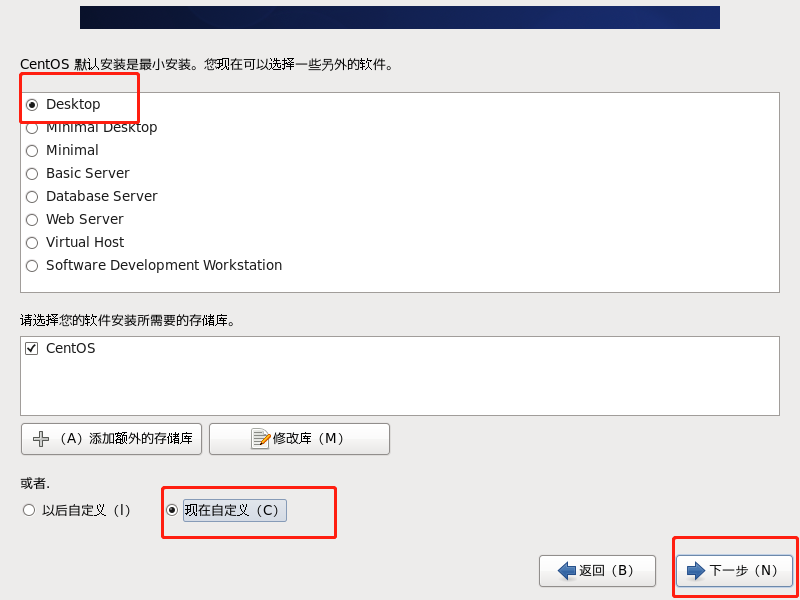 CentOS 默认安装是最小安装。您现在可以选择一些另外的软件。
Desktop
Minimal Desktop
Minimal
Basic Server
Database Server
Web Server
Virtual Host
Software Development Workstation
请选择您的软件安装所需要的存储库。
CentOS
（A）添加额外的存储库 修改库（M）
或者.
以后自定义（l） 现在自定义（C）
返回（B） 下一步（N）